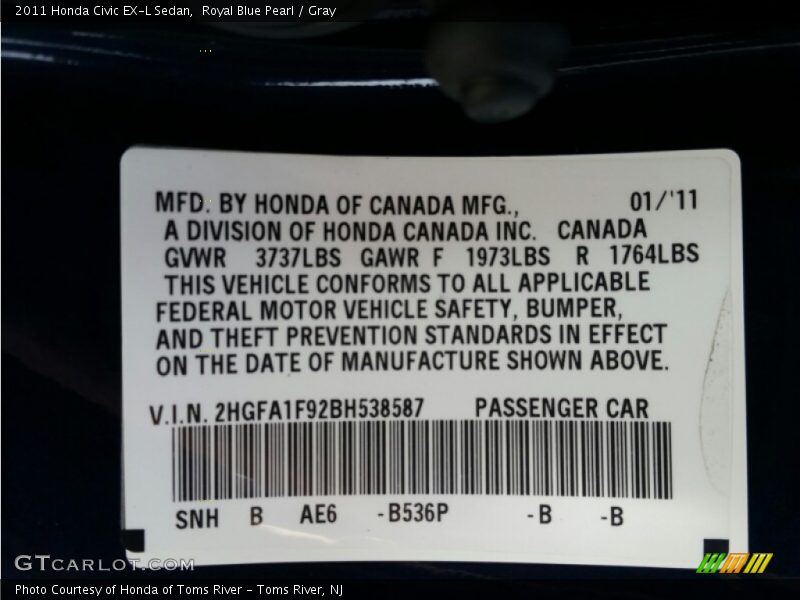 2011 Honda Civic EX-L Sedan, Royal Blue Pearl / Gray
MFD. BY HONDA OF CANADA MFG., 01/'11
A DIVISION OF HONDA CANADA INC. CANADA
GVWR 3737LBS GAWR F 1973LBS R 1764LBS
THIS VEHICLE CONFORMS TO ALL APPLICABLE
FEDERAL MOTOR VEHICLE SAFETY, BUMPER,
AND THEFT PREVENTION STANDARDS IN EFFECT
ON THE DATE OF MANUFACTURE SHOWN ABOVE.
V.I.N. 2HGFA1F92BH538587 PASSENGER CAR
SNH B AE6 -B536P -B -B
GTCARLOT.COM
Photo Courtesy of Honda of Toms River - Toms River, NJ